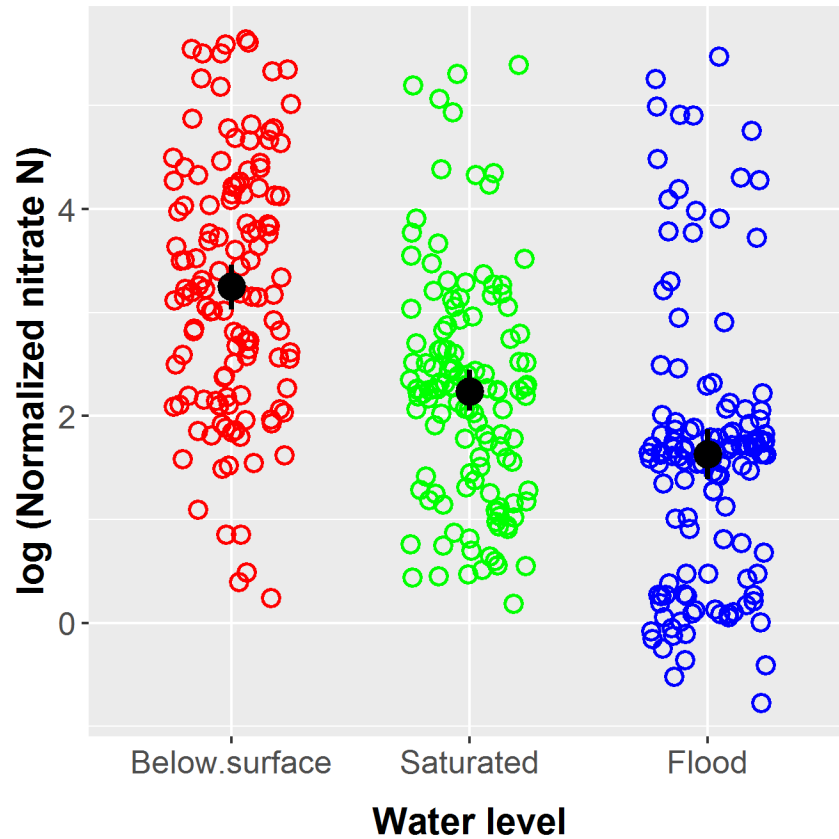 log (Normalized nitrate N)
4
2
0
Below.surface Saturated Flood
Water level